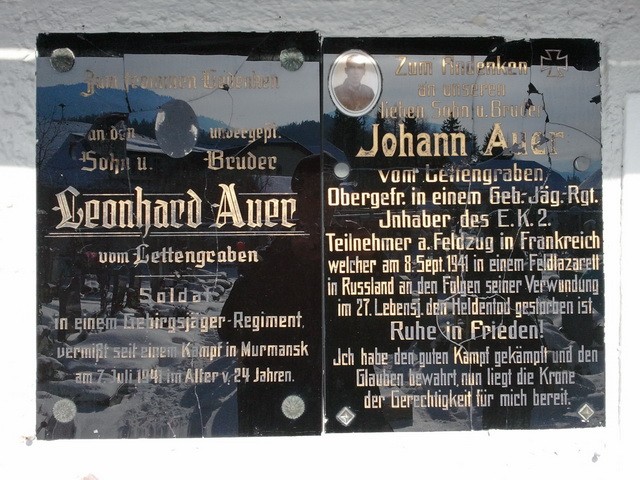 Zum frommen Gedenken
an den unvergeßl.
Sohn u. Bruder
Leonhard Auer
vom Lettengraben
Soldat
in einem Gebirgsjäger-Regiment,
vermißt seit einem Kampf in Murmansk
am 7. Juli 1941 im Alter v. 24 Jahren.
Zum Andenken
an unseren
lieben Sohn u. Bruder
Johann Auer
vom Lettengraben,
Obergefr. in einem Geb.-Jäg.-Rgt.
Jnhaber des E.K.2.
Teilnehmer a. Feldzug in Frankreich
welcher am 8. Sept. 1941 in einem Feldlazarett
in Russland an den Folgen seiner Verwundung
im 27. Lebensj. den Heldentod gestorben ist.
Ruhe in Frieden!
Jch habe den guten Kampf gekämpft und den
Glauben bewahrt, nun liegt die Krone
der Gerechtigkeit für mich bereit.